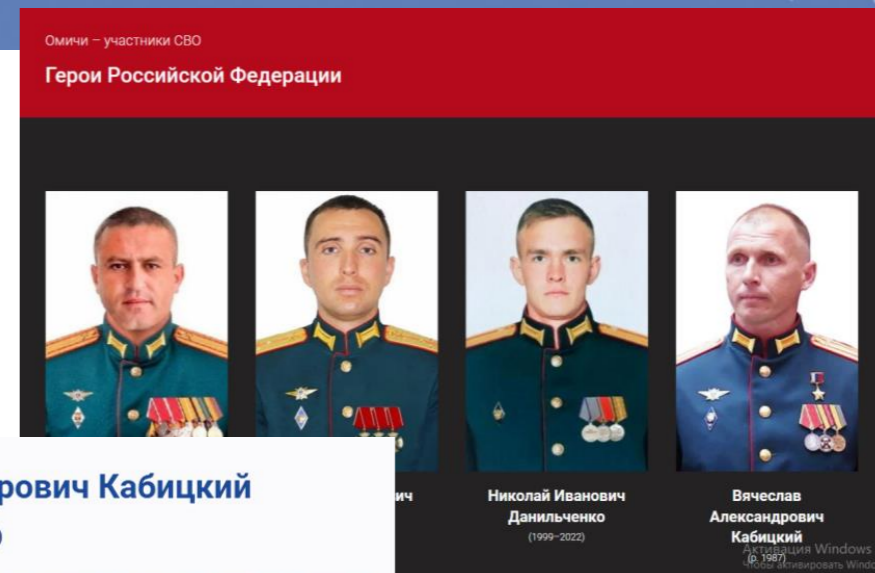 Омичи – участники СВО
Герои Российской Федерации
рович Кабицкий
)
ич
Николай Иванович
Данильченко
(1999–2022)
Вячеслав
Александрович
Кабицкий
(р. 1987)
Активация Windows
Чтобы активировать Windo